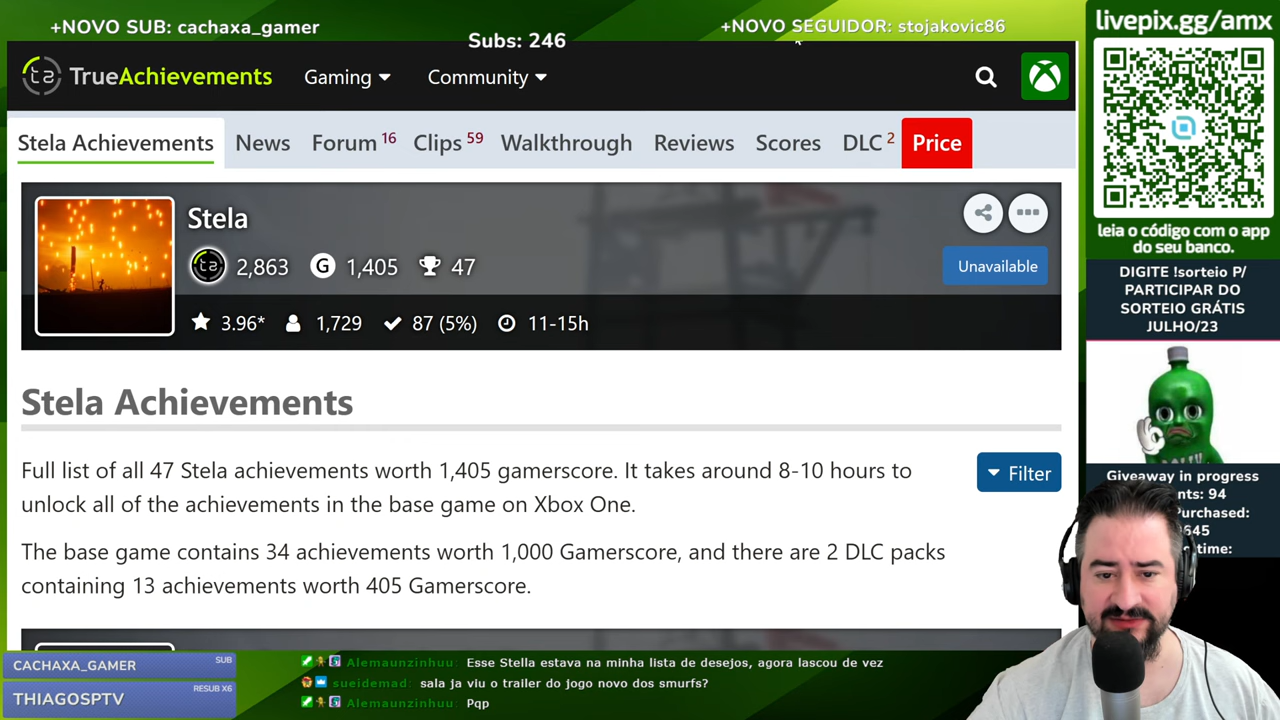 +NOVO SUB: cachaxa_gamer
Subs: 246
+NOVO SEGUIDOR: stojakovic86
livepix.gg/amx
TrueAchievements
Gaming
Community
Stela Achievements
News
Forum 16
Clips 59
Walkthrough
Reviews
Scores
DLC 2
Price
Stela
2,863
G 1,405
47
Unavailable
3.96*
1,729
87 (5%)
11-15h
leia o código com o app
do seu banco.
DIGITE !sorteio P/
PARTICIPAR DO
SORTEIO GRÁTIS
JULHO/23
Stela Achievements
Full list of all 47 Stela achievements worth 1,405 gamerscore. It takes around 8-10 hours to
unlock all of the achievements in the base game on Xbox One.
Filter
The base game contains 34 achievements worth 1,000 Gamerscore, and there are 2 DLC packs
containing 13 achievements worth 405 Gamerscore.
Giveaway in progress
94
Purchased:
645
CACHAXA_GAMER
SUB
THIAGOSPTV
RESUB X6
Alemaunzinhuu: Esse Stella estava na minha lista de desejos, agora lascou de vez
sueidemad: sala ja viu o trailer do jogo novo dos smurfs?
Alemaunzinhuu: Pqp